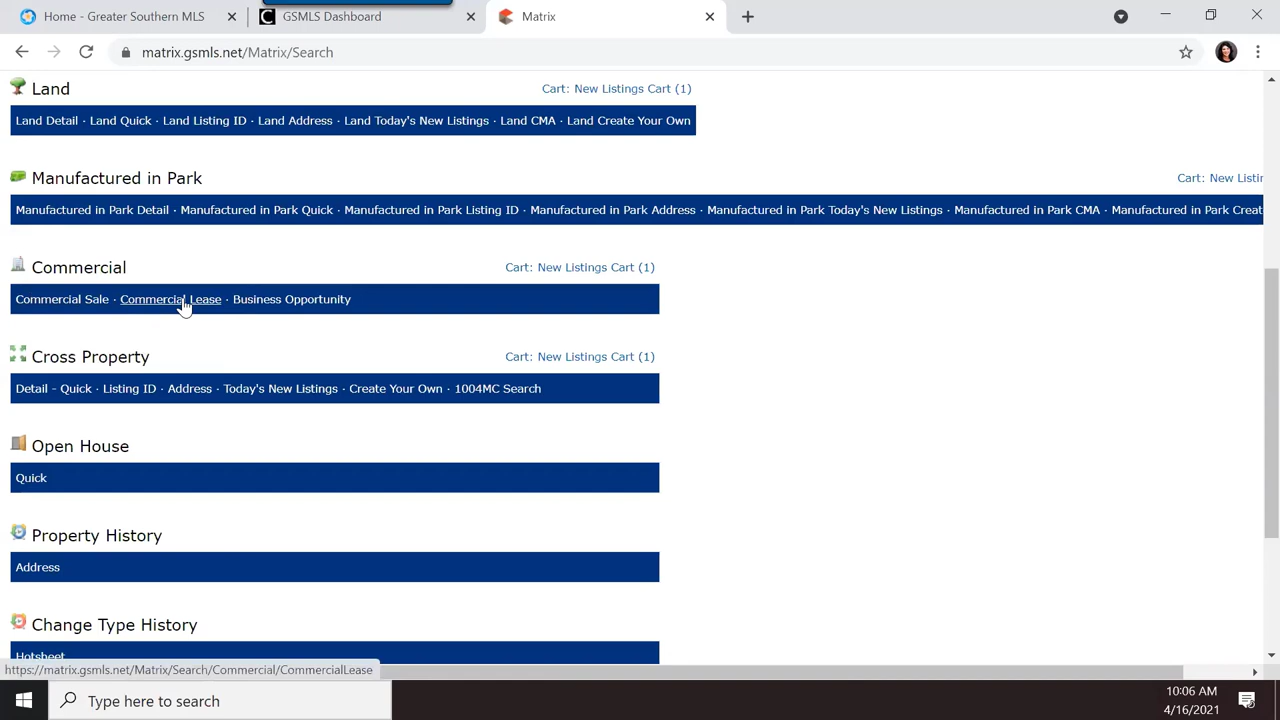 Home - Greater Southern MLS
GSMLS Dashboard
Matrix
matrix.gsmls.net/Matrix/Search
Land
Cart: New Listings Cart (1)
Land Detail · Land Quick · Land Listing ID · Land Address · Land Today's New Listings · Land CMA · Land Create Your Own
Manufactured in Park
Cart: New Listin
Manufactured in Park Detail · Manufactured in Park Quick · Manufactured in Park Listing ID · Manufactured in Park Address · Manufactured in Park Today's New Listings · Manufactured in Park CMA · Manufactured in Park Creat
Commercial
Cart: New Listings Cart (1)
Commercial Sale · Commercial Lease · Business Opportunity
Cross Property
Cart: New Listings Cart (1)
Detail - Quick · Listing ID · Address · Today's New Listings · Create Your Own · 1004MC Search
Open House
Quick
Property History
Address
Change Type History
Hotsheet
https://matrix.gsmls.net/Matrix/Search/Commercial/CommercialLease
Type here to search
10:06 AM
4/16/2021